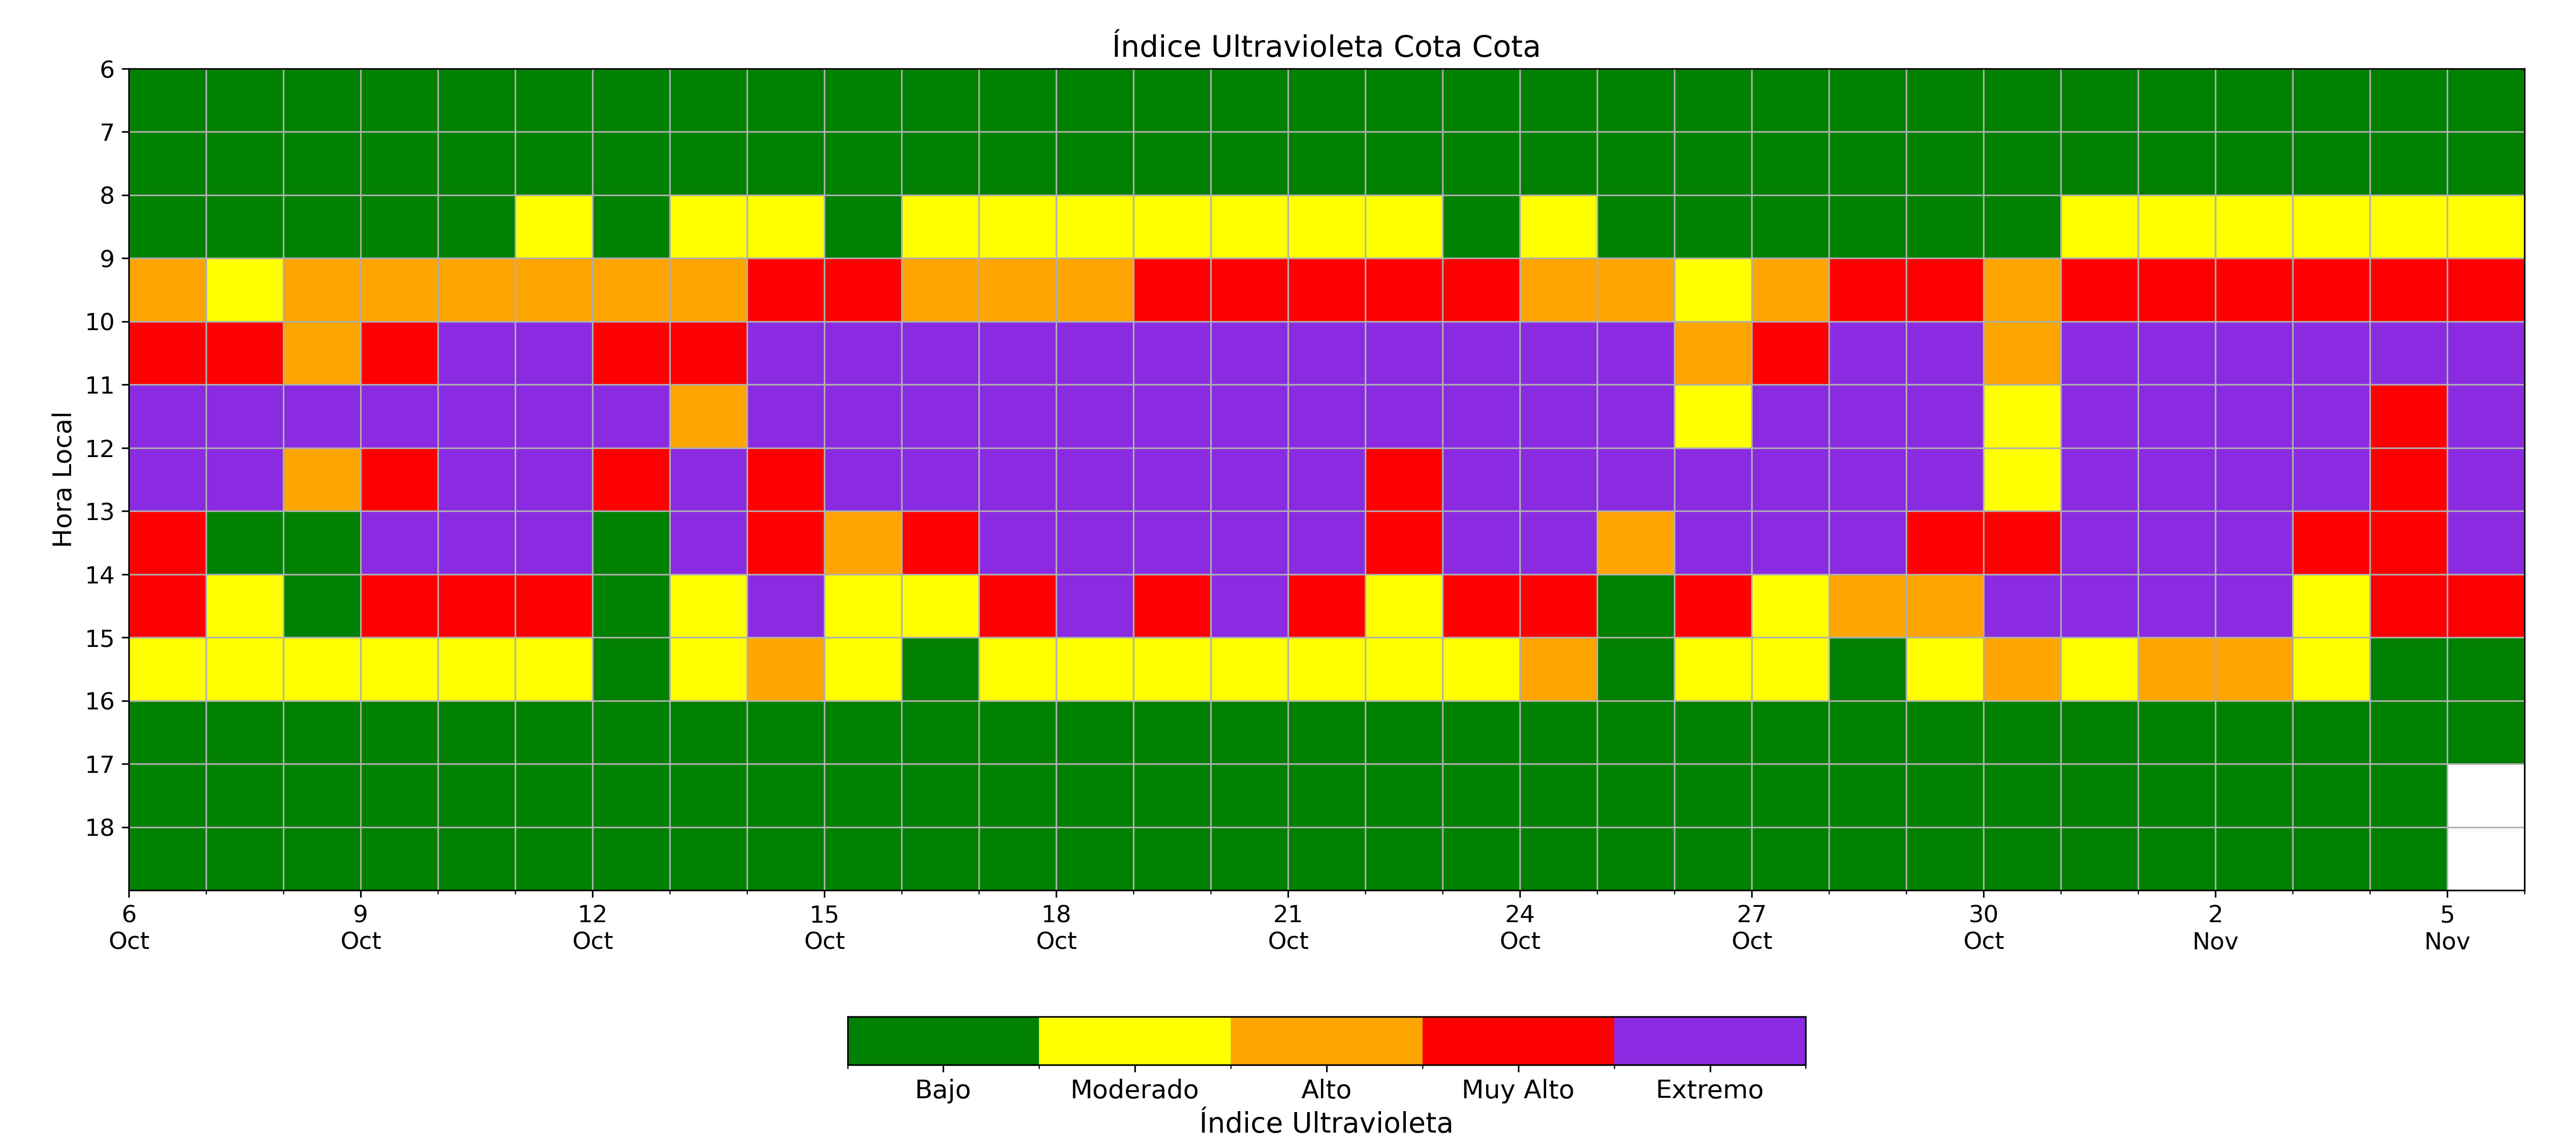 Índice Ultravioleta Cota Cota
Hora Local
6
7
8
9
10
11
12
13
14
15
16
17
18
6 9 12 15 18 21 24 27 30 2 5
Oct Oct Oct Oct Oct Oct Oct Oct Oct Nov Nov
Bajo Moderado Alto Muy Alto Extremo
Índice Ultravioleta